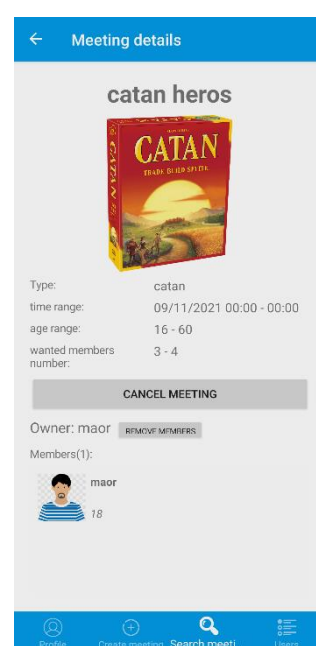 Meeting details
catan heros
CATAN
TRADE BUILD SETTLE
CATAN
Type: catan
time range: 09/11/2021 00:00 - 00:00
age range: 16 - 60
wanted members number: 3 - 4
CANCEL MEETING
Owner: maor REMOVE MEMBERS
Members(1):
maor
18
Profile Create meeting Search meeti Users